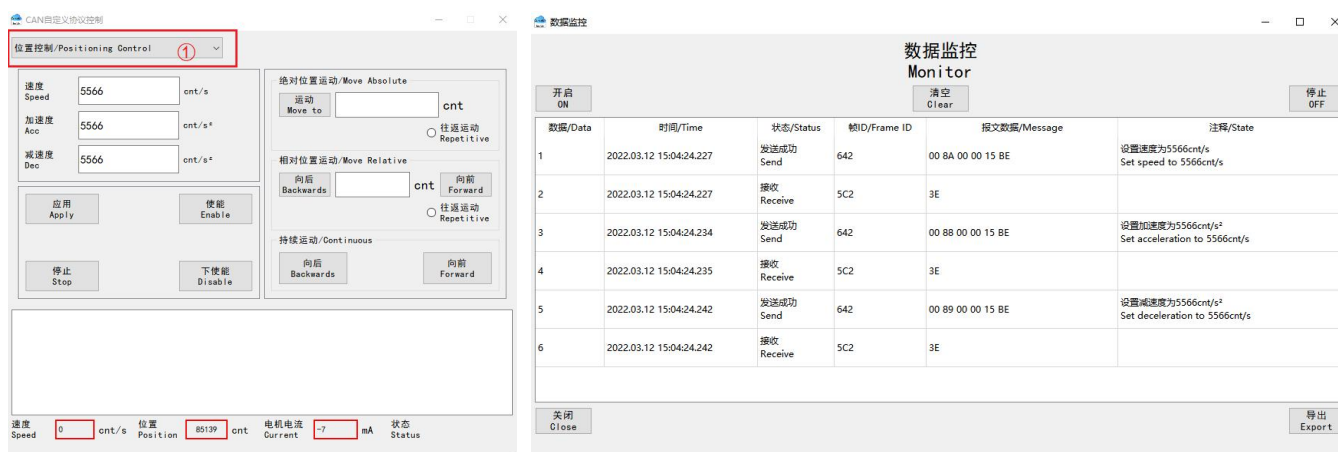 CAN自定义协议控制
位置控制/Positioning Control
①
速度
Speed
5566
cnt/s
加速度
Acc
5566
cnt/s²
减速度
Dec
5566
cnt/s²
应用
Apply
使能
Enable
停止
Stop
下使能
Disable
绝对位置运动/Move Absolute
运动
Move to
cnt
往返运动
Repetitive
相对位置运动/Move Relative
向后
Backwards
cnt
向前
Forward
往返运动
Repetitive
持续运动/Continuous
向后
Backwards
向前
Forward
速度
Speed
0
cnt/s
位置
Position
85139
cnt
电机电流
Current
-7
mA
状态
Status
数据监控
数据监控
Monitor
开启
ON
清空
Clear
停止
OFF
数据/Data 时间/Time 状态/Status 帧ID/Frame ID 报文数据/Message 注释/State
1 2022.03.12 15:04:24.227 发送成功 Send 642 00 8A 00 00 15 BE 设置速度为5566cnt/s
Set speed to 5566cnt/s
2 2022.03.12 15:04:24.227 接收 Receive 5C2 3E
3 2022.03.12 15:04:24.234 发送成功 Send 642 00 88 00 00 15 BE 设置加速度为5566cnt/s²
Set acceleration to 5566cnt/s
4 2022.03.12 15:04:24.235 接收 Receive 5C2 3E
5 2022.03.12 15:04:24.242 发送成功 Send 642 00 89 00 00 15 BE 设置减速度为5566cnt/s²
Set deceleration to 5566cnt/s
6 2022.03.12 15:04:24.242 接收 Receive 5C2 3E
关闭
Close
导出
Export